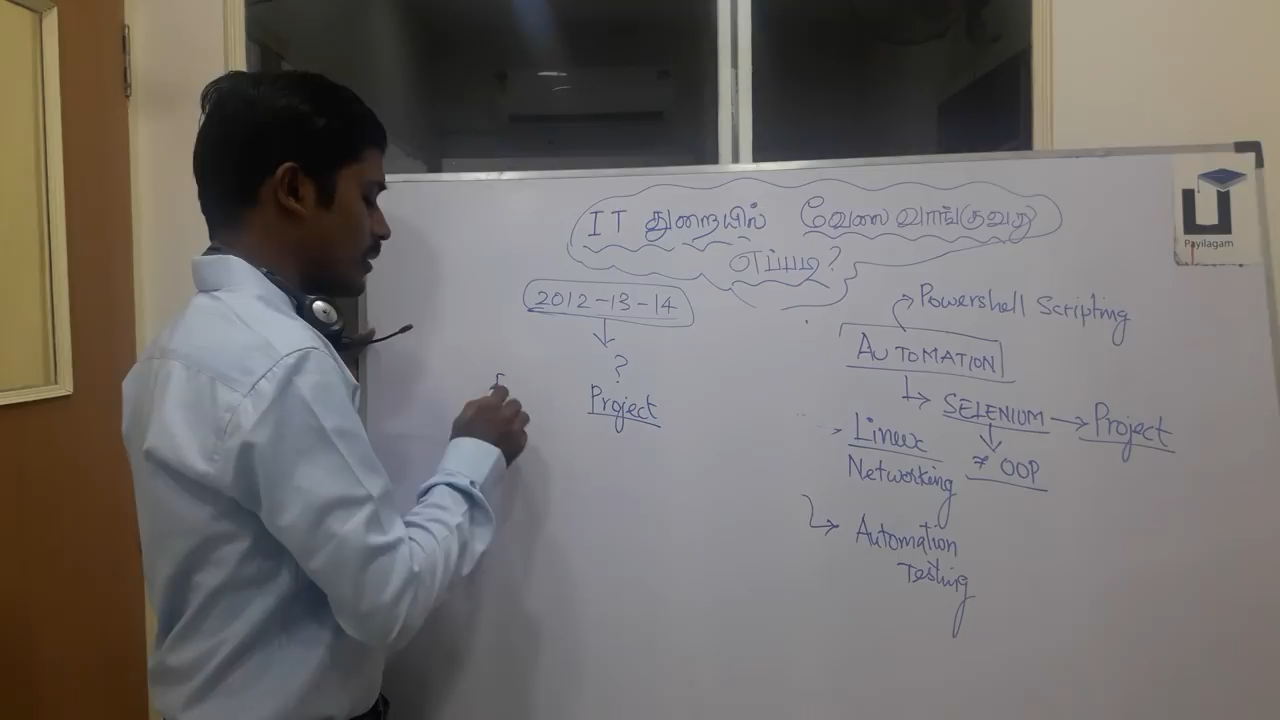 IT துறையில் வேலை வாங்குவது
எப்படி?
2012-13-14
?
Project
Powershell Scripting
AUTOMATION
SELENIUM → Project
Linux
OOP
Networking
Automation
Testing
Payilagam